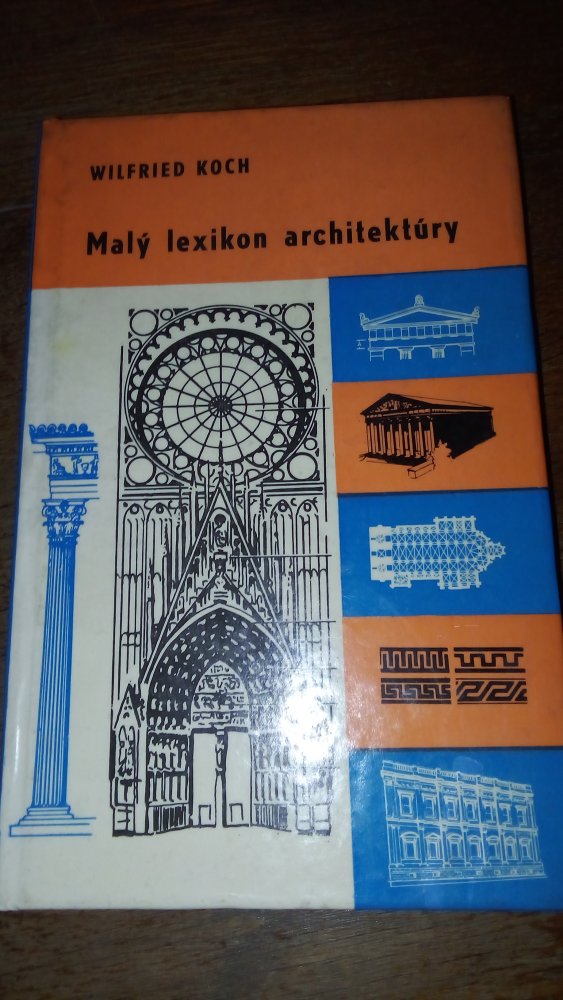 WILFRIED KOCH
Malý lexikon architektúry